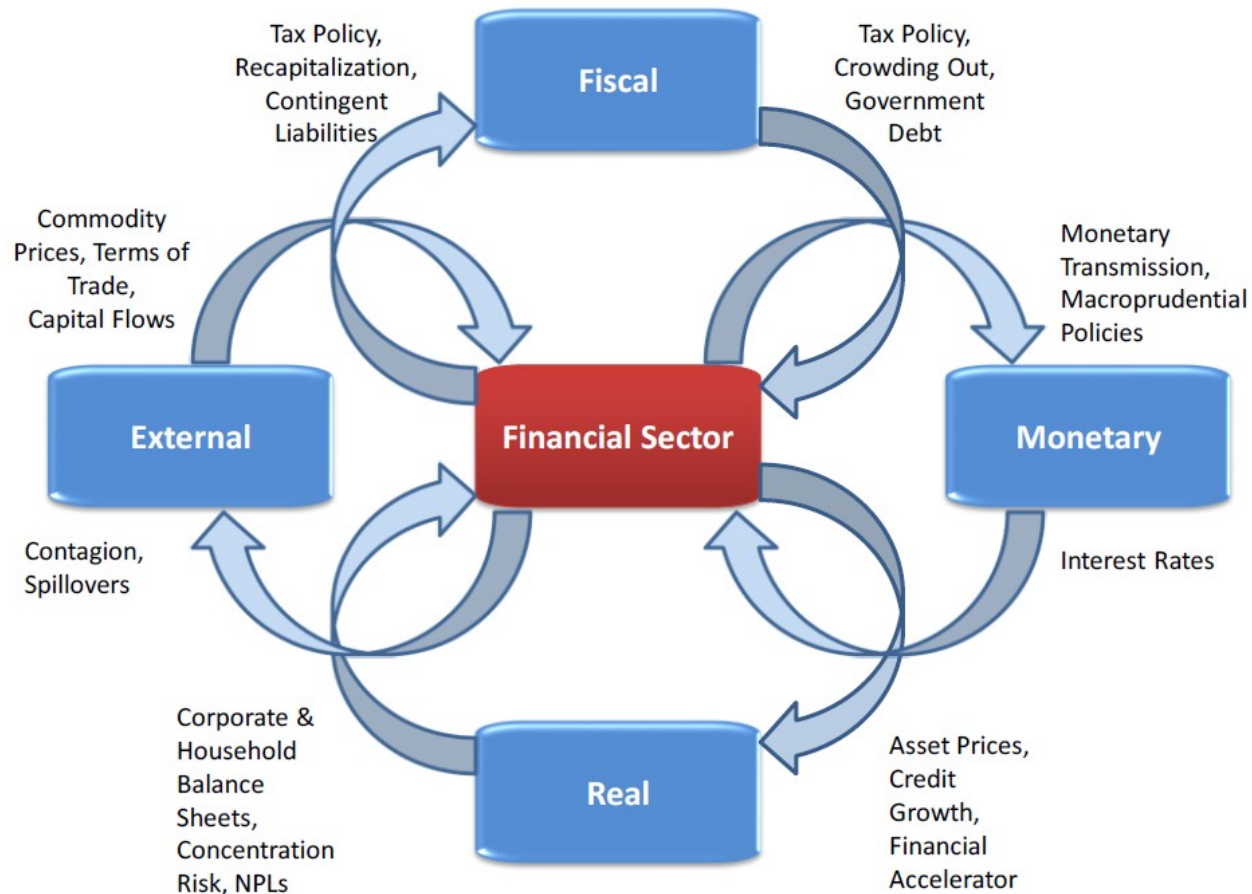 Tax Policy,
Recapitalization,
Contingent
Liabilities
Fiscal
Tax Policy,
Crowding Out,
Government
Debt
Commodity
Prices, Terms of
Trade,
Capital Flows
Monetary
Transmission,
Macroprudential
Policies
External
Financial Sector
Monetary
Contagion,
Spillovers
Interest Rates
Corporate &
Household
Balance
Sheets,
Concentration
Risk, NPLs
Real
Asset Prices,
Credit
Growth,
Financial
Accelerator